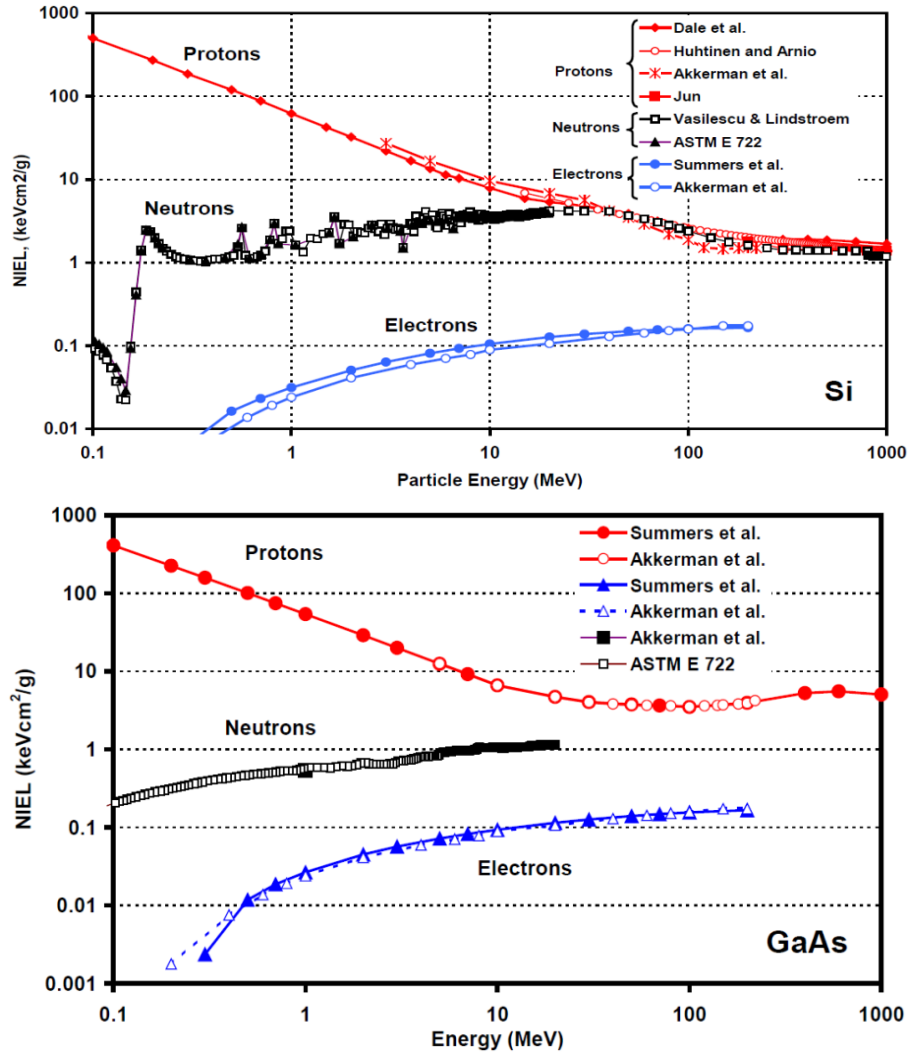 NIEL, (keVcm2/g)
1000
100
10
1
0.1
0.01
Protons
Neutrons
Electrons
Protons
Neutrons
Electrons
Dale et al.
Huhtinen and Arnio
Akkerman et al.
Jun
Vasilescu & Lindstroem
ASTM E 722
Summers et al.
Akkerman et al.
Si
0.1 1 10 100 1000
Particle Energy (MeV)
NIEL (keVcm²/g)
1000
100
10
1
0.1
0.01
0.001
Protons
Neutrons
Electrons
Summers et al.
Akkerman et al.
Summers et al.
Akkerman et al.
Akkerman et al.
ASTM E 722
GaAs
0.1 1 10 100 1000
Energy (MeV)